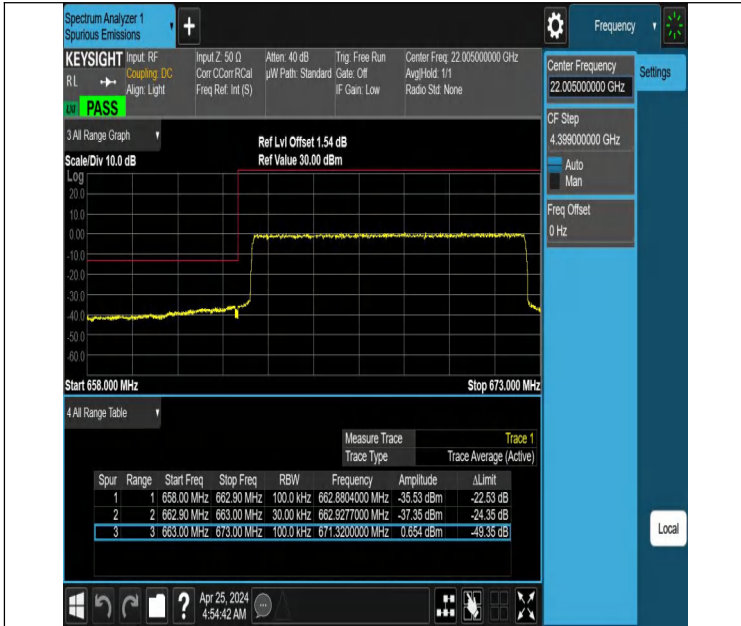 Spectrum Analyzer 1
Spurious Emissions
+
Frequency
KEYSIGHT
RL
LNI
PASS
Input: RF
Coupling: DC
Align: Light
Input Z: 50 Ω
Corr CCorr RCal
Freq Ref: Int (S)
Atten: 40 dB
µW Path: Standard
Trig: Free Run
Gate: Off
IF Gain: Low
Center Freq: 22.005000000 GHz
Avg|Hold: 1/1
Radio Std: None
Center Frequency
22.005000000 GHz
Settings
CF Step
4.399000000 GHz
Auto
Man
Freq Offset
0 Hz
Local
3 All Range Graph
Scale/Div 10.0 dB
Ref Lvl Offset 1.54 dB
Ref Value 30.00 dBm
Log
20.0
10.0
0.00
-10.0
-20.0
-30.0
-40.0
-50.0
-60.0
Start 658.000 MHz
Stop 673.000 MHz
4 All Range Table
Measure Trace Trace 1
Trace Type Trace Average (Active)
Spur Range Start Freq Stop Freq RBW Frequency Amplitude ΔLimit
1 1 658.00 MHz 662.90 MHz 100.0 kHz 662.8804000 MHz -35.53 dBm -22.53 dB
2 2 662.90 MHz 663.00 MHz 30.00 kHz 662.9277000 MHz -37.35 dBm -24.35 dB
3 3 663.00 MHz 673.00 MHz 100.0 kHz 671.3200000 MHz 0.654 dBm -49.35 dB
?
Apr 25, 2024
4:54:42 AM